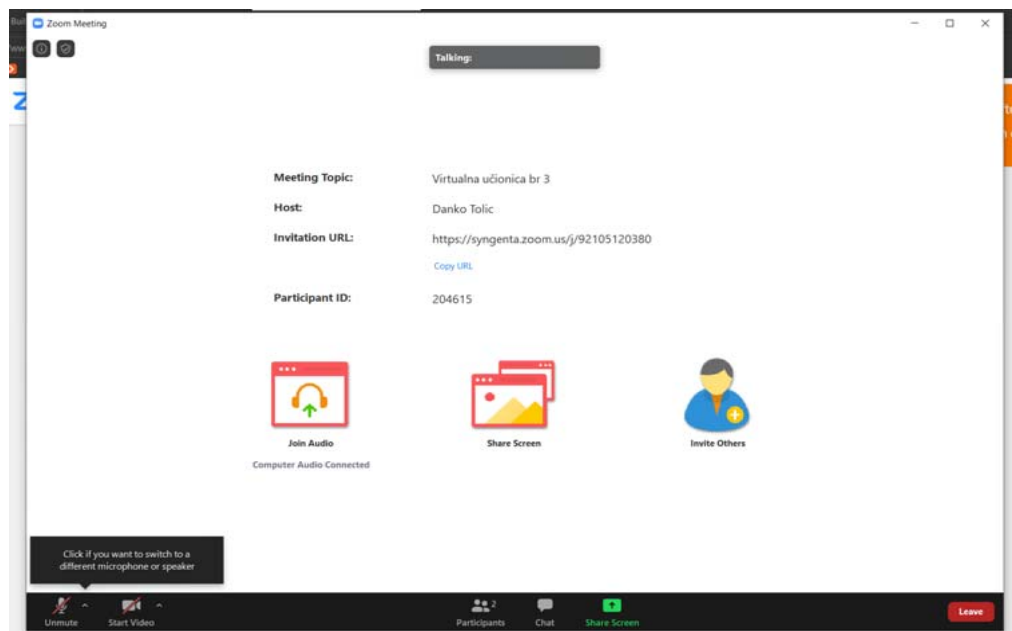 Zoom Meeting
Talking:
Meeting Topic: Virtualna učionica br 3
Host: Danko Tolic
Invitation URL: https://syngenta.zoom.us/j/92105120380
Copy URL
Participant ID: 204615
Join Audio Share Screen Invite Others
Computer Audio Connected
Click if you want to switch to a
different microphone or speaker
2
Unmute Start Video Participants Chat Share Screen Leave